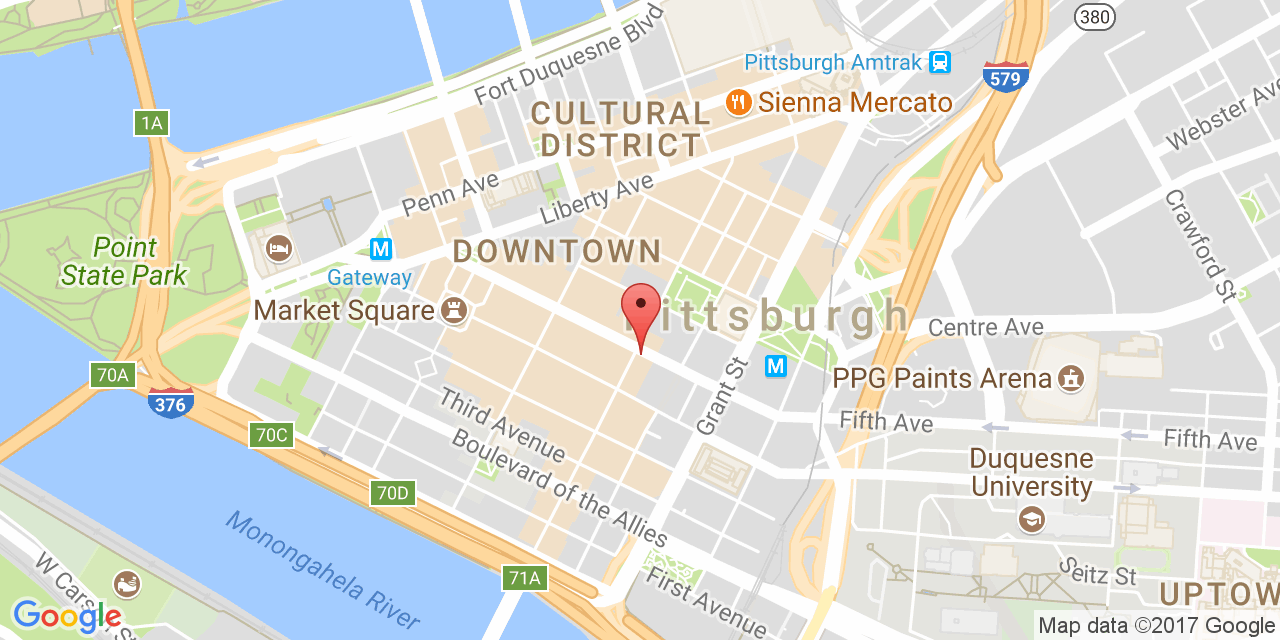 380
Fort Duquesne Blvd
Pittsburgh Amtrak
579
Sienna Mercato
1A
CULTURAL
DISTRICT
Webster Ave
Penn Ave
Liberty Ave
Crawford St
Point
State Park
M
Gateway
DOWNTOWN
Market Square
Pittsburgh
Centre Ave
M
PPG Paints Arena
70A
376
Grant St
Third Avenue
Fifth Ave
Fifth Ave
70C
Boulevard of the Allies
Duquesne
University
70D
Monongahela River
71A
First Avenue
Seitz St
UPTOW
W Carson St
Google
Map data ©2017 Google